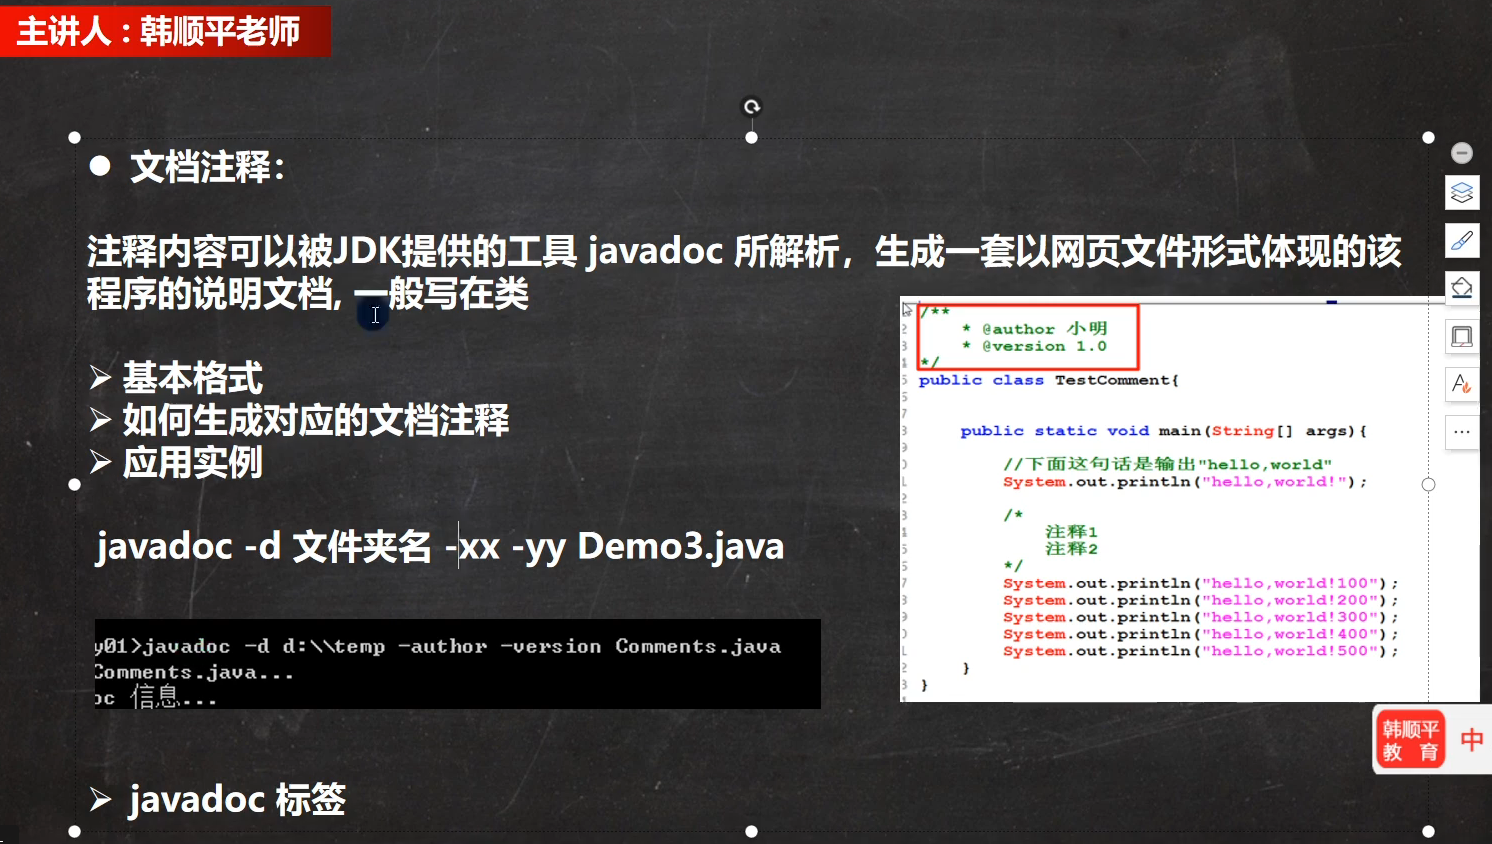 主讲人：韩顺平老师
文档注释：
注释内容可以被JDK提供的工具 javadoc 所解析，生成一套以网页文件形式体现的该
程序的说明文档, 一般写在类
基本格式
如何生成对应的文档注释
应用实例
javadoc -d 文件夹名 -xx -yy Demo3.java
y01>javadoc -d d:\\temp -author -version Comments.java
Comments.java...
oc 信息...
javadoc 标签
/**
* @author 小明
* @version 1.0
*/
public class TestComment{
public static void main(String[] args){
//下面这句话是输出"hello,world"
System.out.println("hello,world!");
/*
注释1
注释2
*/
System.out.println("hello,world!100");
System.out.println("hello,world!200");
System.out.println("hello,world!300");
System.out.println("hello,world!400");
System.out.println("hello,world!500");
}
}
韩顺平
教 育
中